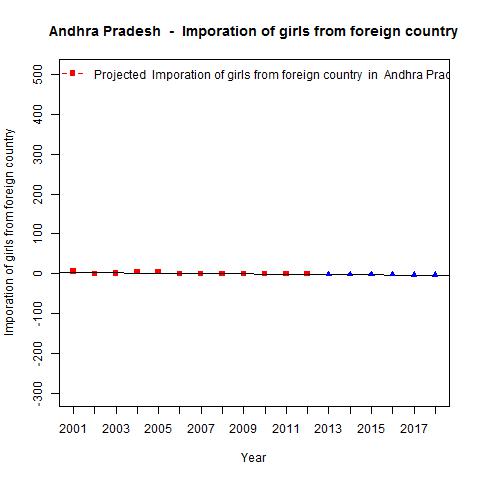 Andhra Pradesh - Imporation of girls from foreign country
Projected Imporation of girls from foreign country in Andhra Prad
Imporation of girls from foreign country
500
400
300
200
100
0
-100
-200
-300
2001 2003 2005 2007 2009 2011 2013 2015 2017
Year